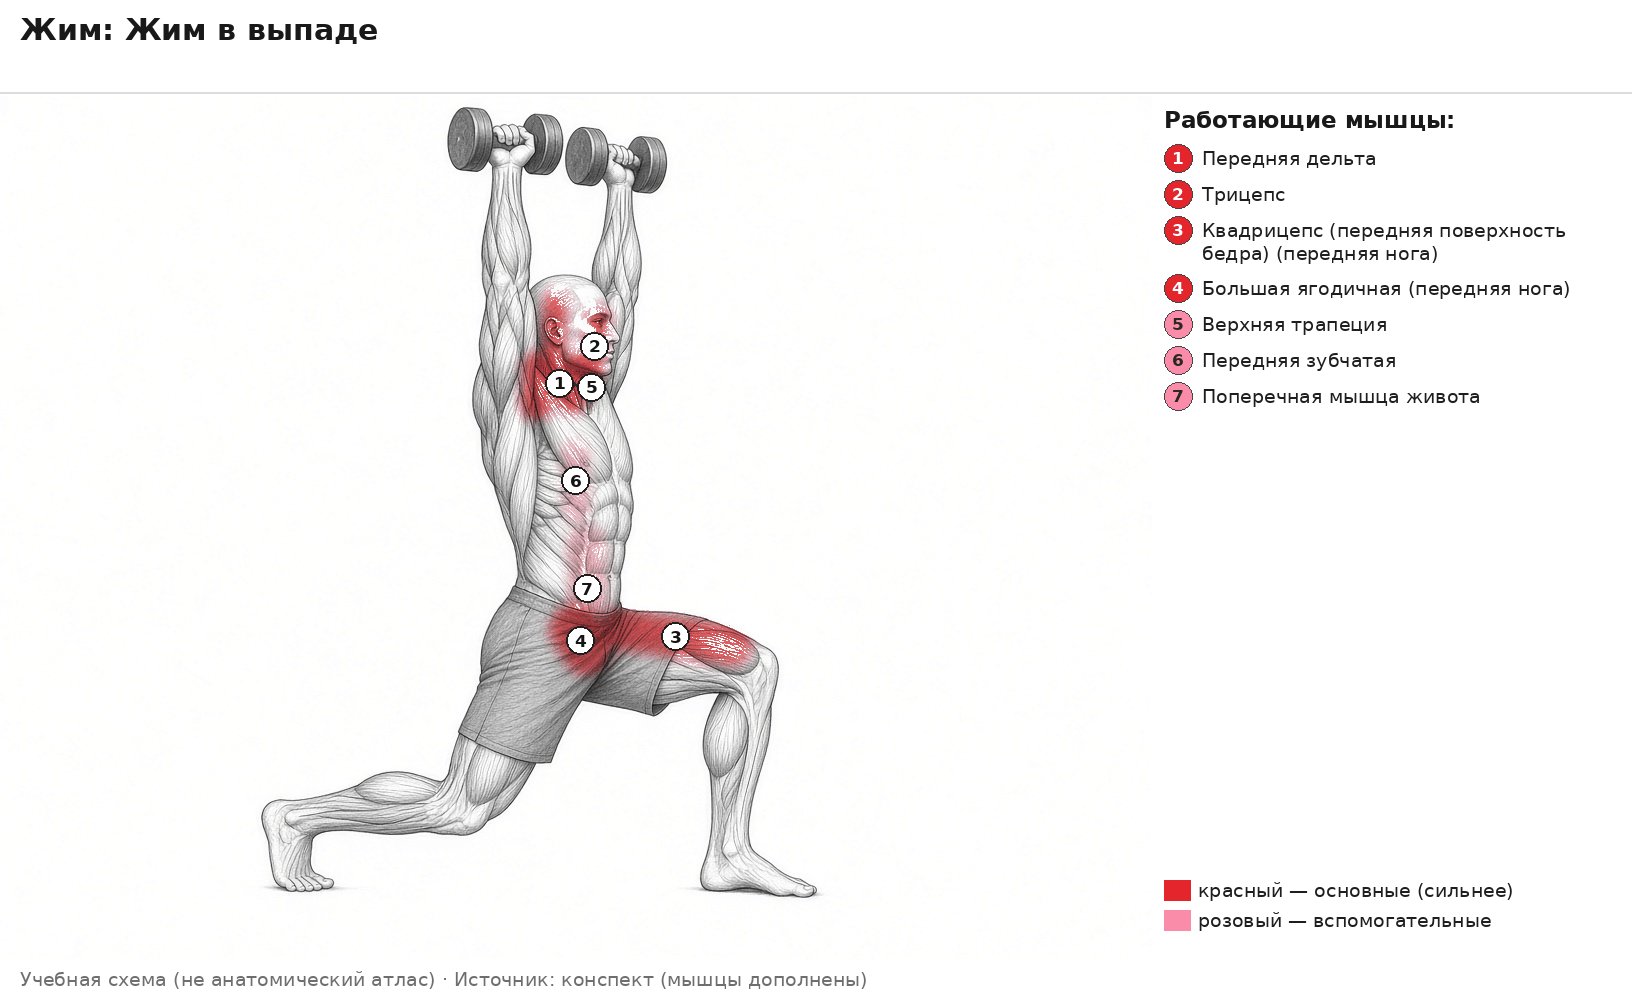 Жим: Жим в выпаде
Работающие мышцы:
1 Передняя дельта
2 Трицепс
3 Квадрицепс (передняя поверхность
бедра) (передняя нога)
4 Большая ягодичная (передняя нога)
5 Верхняя трапеция
6 Передняя зубчатая
7 Поперечная мышца живота
2
1
5
6
7
4
3
красный — основные (сильнее)
розовый — вспомогательные
Учебная схема (не анатомический атлас) · Источник: конспект (мышцы дополнены)